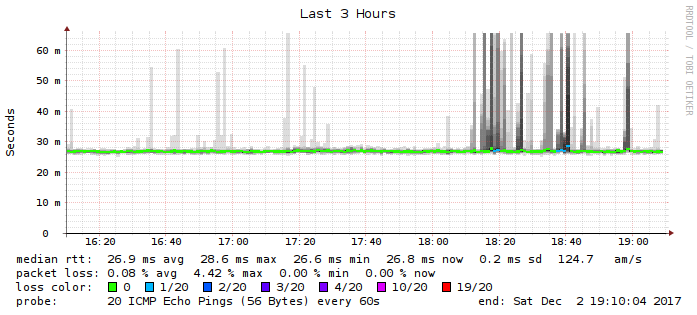 Last 3 Hours
RRDTOOL / TOBI OETIKER
Seconds
60 m
50 m
40 m
30 m
20 m
10 m
0
16:20 16:40 17:00 17:20 17:40 18:00 18:20 18:40 19:00
median rtt: 26.9 ms avg 28.6 ms max 26.6 ms min 26.8 ms now 0.2 ms sd 124.7 am/s
packet loss: 0.08 % avg 4.42 % max 0.00 % min 0.00 % now
loss color: 0 1/20 2/20 3/20 4/20 10/20 19/20
probe: 20 ICMP Echo Pings (56 Bytes) every 60s end: Sat Dec 2 19:10:04 2017